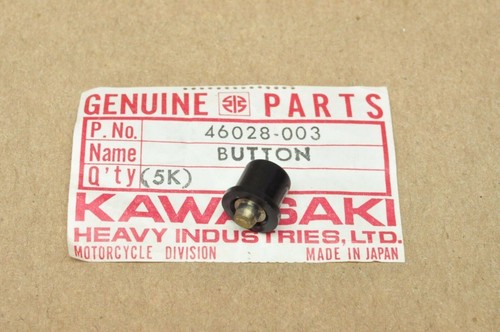 GENUINE PARTS
P. No. 46028-003
Name BUTTON
Q'ty (5K)
KAWASAKI
HEAVY INDUSTRIES, LTD.
MOTORCYCLE DIVISION MADE IN JAPAN